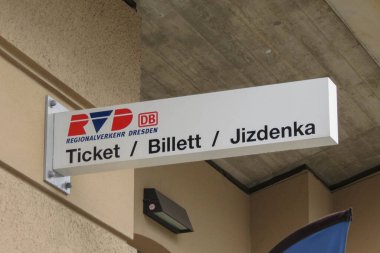 RVD DB
REGIONALVERKEHR DRESDEN
Ticket / Billett / Jizdenka